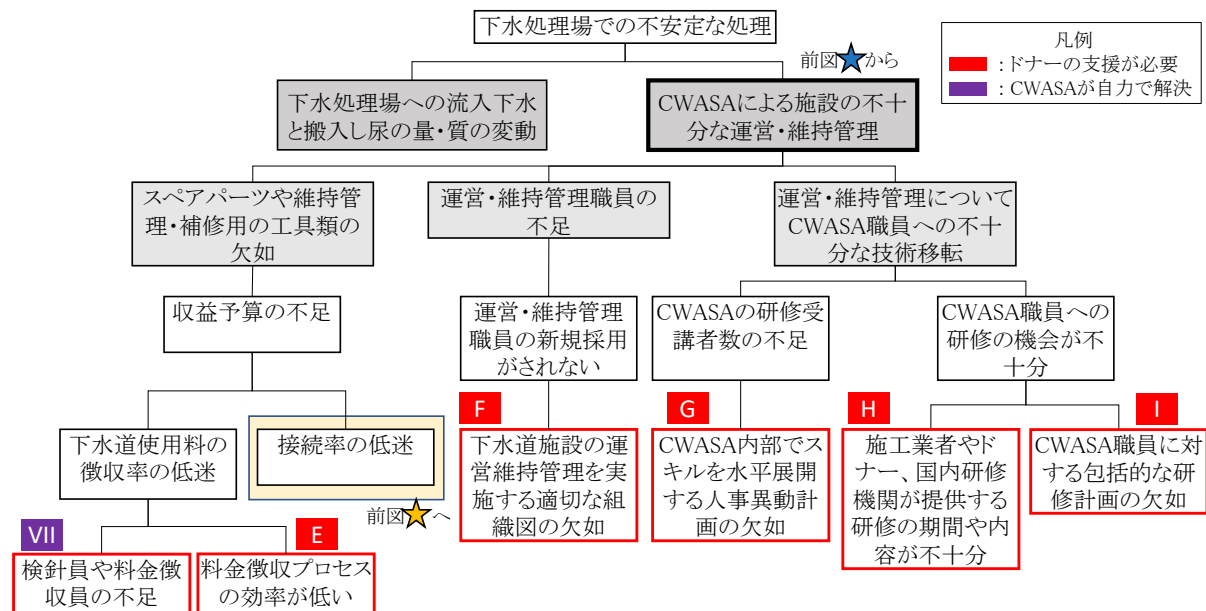 下水処理場での不安定な処理
前図★から
凡例
：ドナーの支援が必要
：CWASAが自力で解決
下水処理場への流入下水
と搬入し尿の量・質の変動
CWASAによる施設の不十
分な運営・維持管理
スペアパーツや維持管
理・補修用の工具類の
欠如
運営・維持管理職員の
不足
運営・維持管理について
CWASA職員への不十
分な技術移転
収益予算の不足
運営・維持管理
職員の新規採用
がされない
CWASAの研修受
講者数の不足
CWASA職員への
研修の機会が不
十分
下水道使用料の
徴収率の低迷
接続率の低迷
前図★へ
F
下水道施設の運
営維持管理を実
施する適切な組
織図の欠如
G
CWASA内部でス
キルを水平展開
する人事異動計
画の欠如
H
施工業者やド
ナー、国内研修
機関が提供する
研修の期間や内
容が不十分
I
CWASA職員に対
する包括的な研
修計画の欠如
VII
検針員や料金徴
収員の不足
E
料金徴収プロセス
の効率が低い